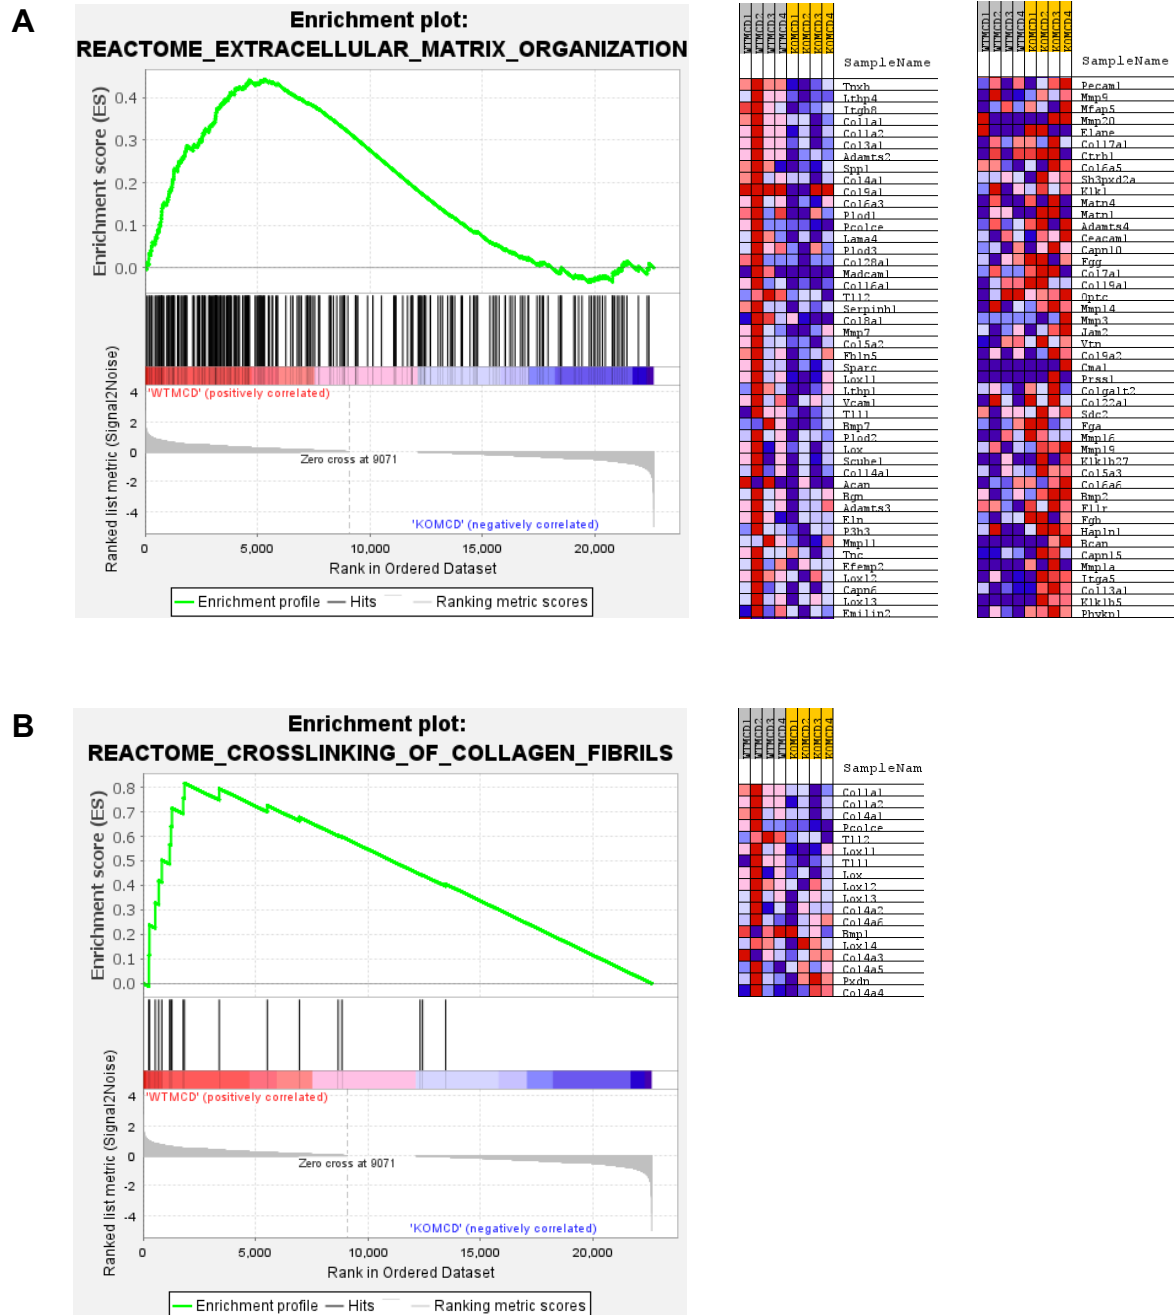 A
Enrichment plot:
REACTOME_EXTRACELLULAR_MATRIX_ORGANIZATION
Enrichment score (ES)
0.4
0.3
0.2
0.1
0.0
Ranked list metric (Signal2Noise)
4
2
0
-2
-4
'WTMCD' (positively correlated)
Zero cross at 9071
'KOMCD' (negatively correlated)
0 5,000 10,000 15,000 20,000
Rank in Ordered Dataset
Enrichment profile Hits Ranking metric scores
WTMCD1 WTMCD2 WTMCD3 WTMCD4 KOMCD1 KOMCD2 KOMCD3 KOMCD4
SampleName
Tnxb
Ltbp4
Itgb8
Col1a1
Col1a2
Col3a1
Adamts2
Spp1
Col4a1
Col9a1
Col6a3
Plod1
Pcolce
Lama4
Plod3
Col28a1
Madcam1
Col16a1
Tll2
Serpinh1
Col8a1
Mmp7
Col5a2
Fbln5
Sparc
Loxl1
Ltbp1
Vcam1
Tll1
Bmp7
Plod2
Lox
Scube1
Col14a1
Acan
Bgn
Adamts3
Eln
P3h3
Mmp11
Tnc
Efemp2
Loxl2
Capn6
Loxl3
Emilin2
WTMCD1 WTMCD2 WTMCD3 WTMCD4 KOMCD1 KOMCD2 KOMCD3 KOMCD4
SampleName
Pecam1
Mmp9
Mfap5
Mmp20
Elane
Col17a1
Ctrb1
Col6a5
Sh3pxd2a
Klk1
Matn4
Matn1
Adamts4
Ceacam1
Capn10
Fgg
Col7a1
Col19a1
Optc
Mmp14
Mmp3
Jam2
Vtn
Col9a2
Cma1
Prss1
Colgalt2
Col22a1
Sdc2
Fga
Mmp16
Mmp19
Klk1b27
Col5a3
Col6a6
Bmp2
F11r
Fgb
Hapln1
Bcan
Capn15
Mmp1a
Itga5
Col13a1
Klk1b5
Phykpl
B
Enrichment plot:
REACTOME_CROSSLINKING_OF_COLLAGEN_FIBRILS
Enrichment score (ES)
0.8
0.7
0.6
0.5
0.4
0.3
0.2
0.1
0.0
Ranked list metric (Signal2Noise)
4
2
0
-2
-4
'WTMCD' (positively correlated)
Zero cross at 9071
'KOMCD' (negatively correlated)
0 5,000 10,000 15,000 20,000
Rank in Ordered Dataset
Enrichment profile Hits Ranking metric scores
WTMCD1 WTMCD2 WTMCD3 WTMCD4 KOMCD1 KOMCD2 KOMCD3 KOMCD4
SampleNam
Col1a1
Col1a2
Col4a1
Pcolce
Tll2
Loxl1
Tll1
Lox
Loxl2
Loxl3
Col4a2
Col4a6
Bmp1
Loxl4
Col4a3
Col4a5
Pxdn
Col4a4